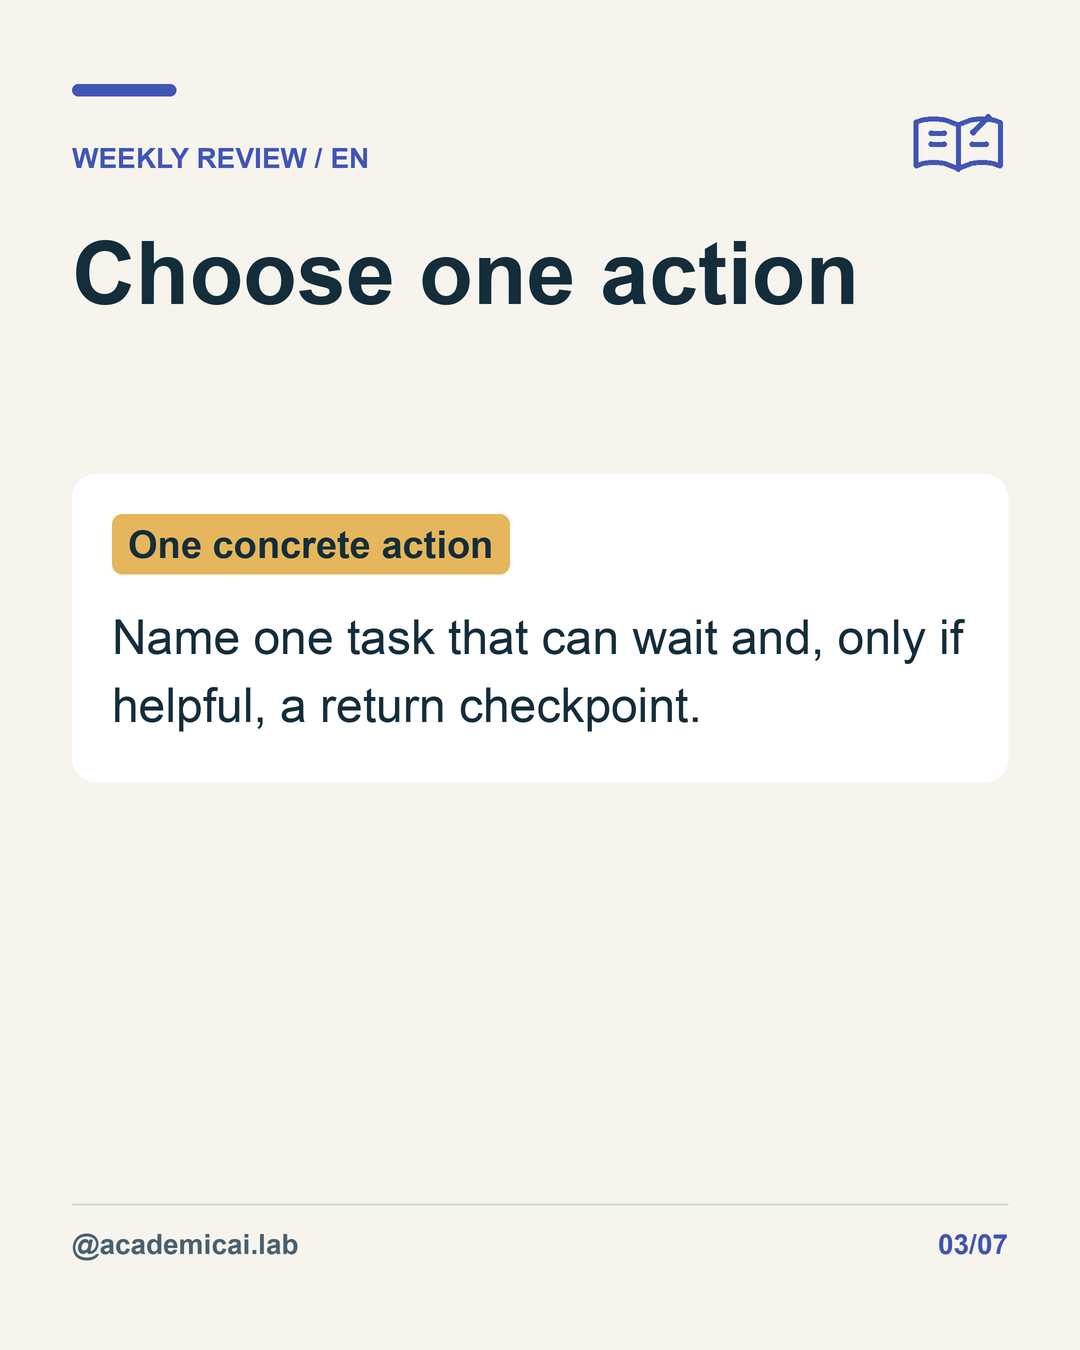 WEEKLY REVIEW / EN
Choose one action
One concrete action
Name one task that can wait and, only if
helpful, a return checkpoint.
@academicai.lab
03/07